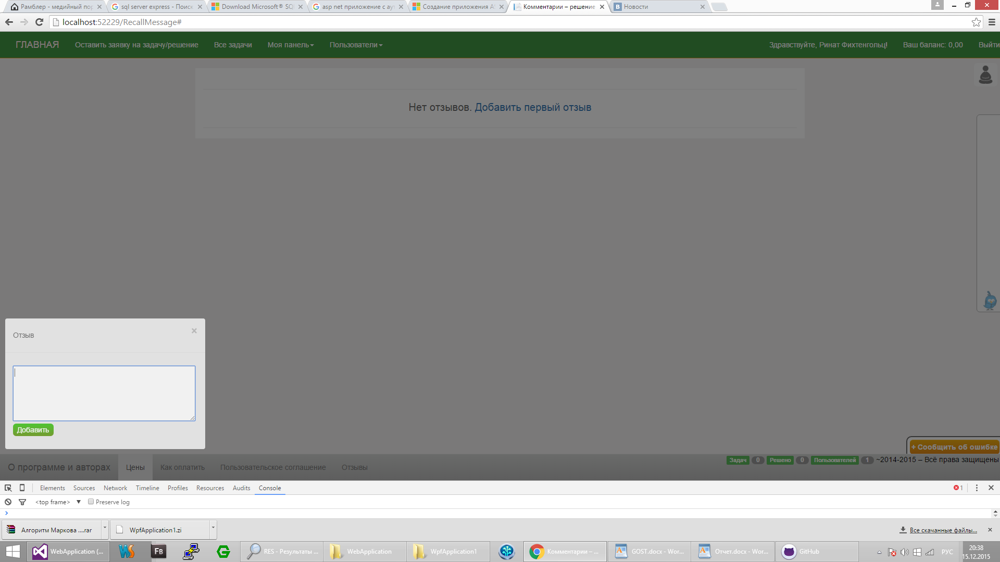 Рамблер - медийный пор
sql server express - Поиск
Download Microsoft® SQ
asp net приложение с аут
Создание приложения A
Комментарии – решение
Новости
localhost:52229/RecallMessage#
ГЛАВНАЯ
Оставить заявку на задачу/решение
Все задачи
Моя панель
Пользователи
Здравствуйте, Ринат Фихтенгольц!
Ваш баланс: 0,00
Выйти
Нет отзывов. Добавить первый отзыв
Отзыв
×
Добавить
+ Сообщить об ошибке
О программе и авторах
Цены
Как оплатить
Пользовательское соглашение
Отзывы
Задач 0 Решено 0 Пользователей 1 ~2014-2015 – Всё права защищены
Elements
Sources
Network
Timeline
Profiles
Resources
Audits
Console
1
<top frame>
Preserve log
Алгоритм Маркова ....rar
WpfApplication1.zi
Все скачанные файлы...
WebApplication (...
FB
RES - Результаты ...
WebApplication
WpfApplication1
Комментарии – ...
GOST.docx - Wor...
Отчет.docx - Wor...
GitHub
РУС
20:38
15.12.2015